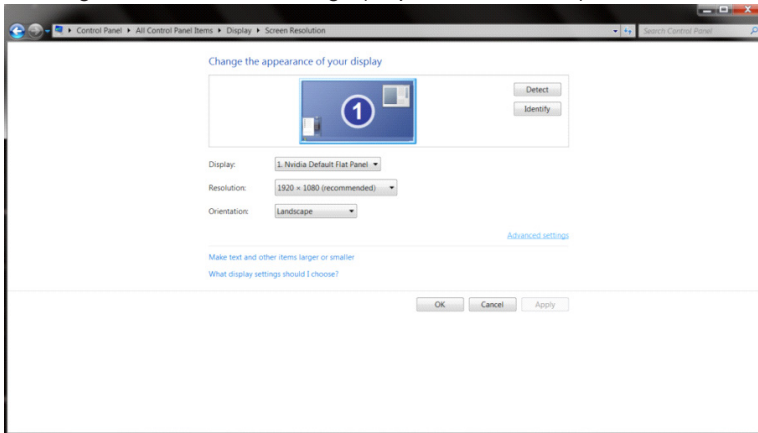 Control Panel ▸ All Control Panel Items ▸ Display ▸ Screen Resolution
Search Control Panel
Change the appearance of your display
1
Detect
Identify
Display: 1. Nvidia Default Flat Panel
Resolution: 1920 × 1080 (recommended)
Orientation: Landscape
Advanced settings
Make text and other items larger or smaller
What display settings should I choose?
OK Cancel Apply